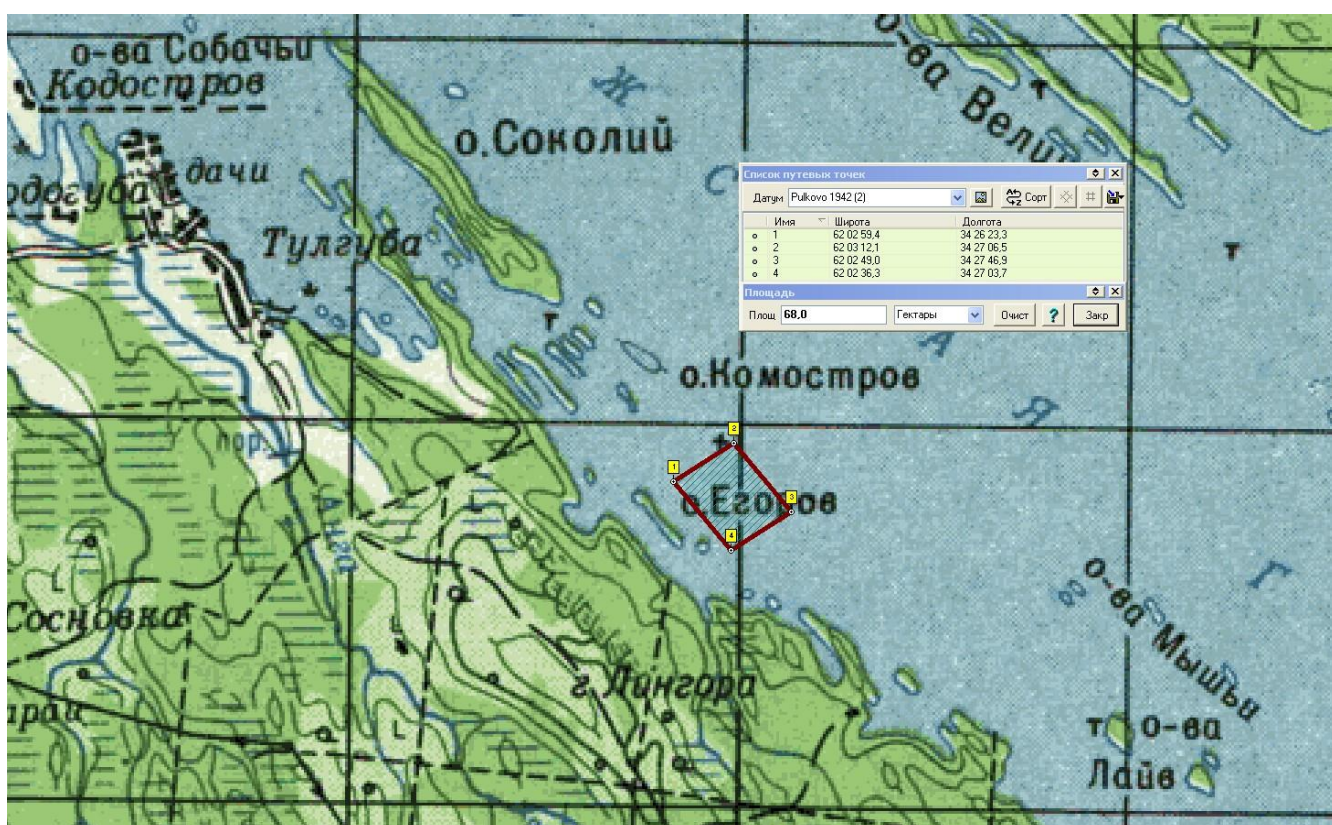 о-ва Собачьи
Кодостров
о.Соколий
о-ва
дачи
Тулгуба
Ж
С
А
Я
Г
Список путевых точек
Датум Pulkovo 1942 (2) Сорт
Имя Широта Долгота
1 62 02 59,4 34 26 23,3
2 62 03 12,1 34 27 06,5
3 62 02 49,0 34 27 46,9
4 62 02 36,3 34 27 03,7
Площадь
Площ 68,0 Гектары Очист ? Закр
о.Комостров
пор.
2
1
3
о.Егоров
4
Сосновка
г.Лингора
о-ва Мышьи
о-ва
Лайв